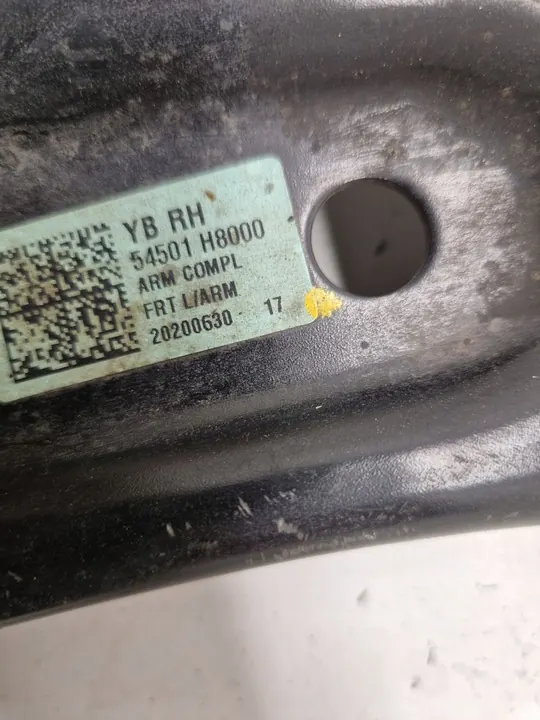 YB RH
54501 H8000
ARM COMPL
FRT L/ARM
20200630 - 17